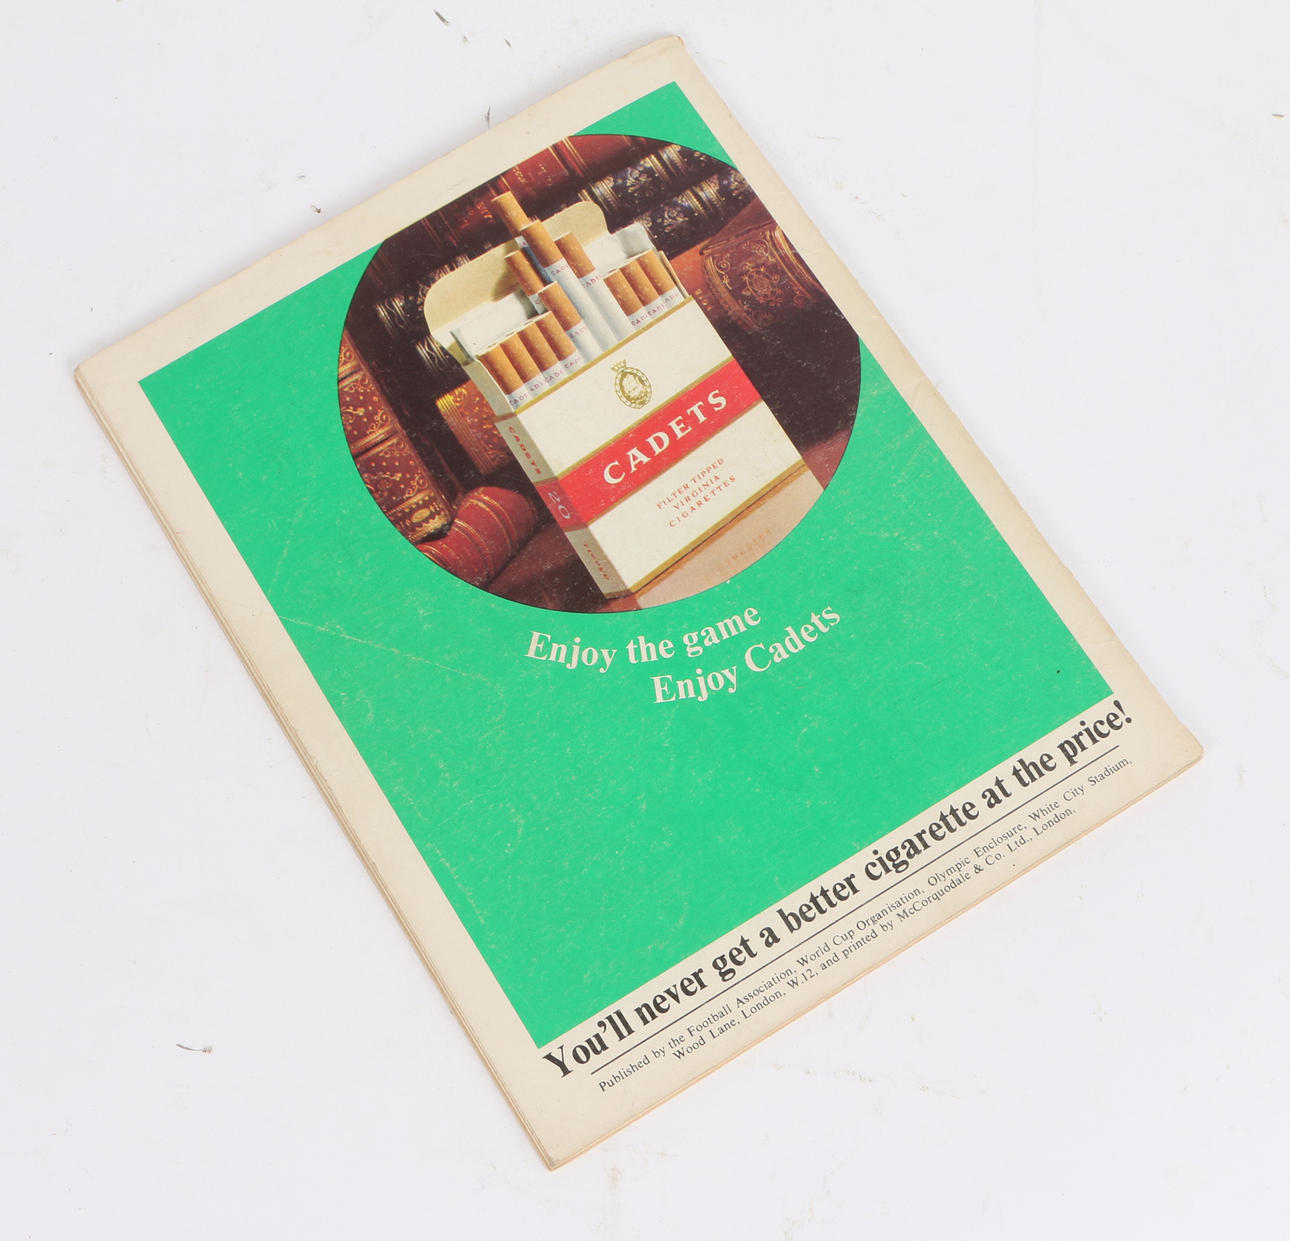 CADETS
FILTER TIPPED
VIRGINIA
CIGARETTES
CADETS
20
TIPPED
Enjoy the game
Enjoy Cadets
You'll never get a better cigarette at the price!
Published by the Football Association, World Cup Organisation, Olympic Enclosure, White City Stadium,
Wood Lane, London, W.12, and printed by McCorquodale & Co. Ltd., London.